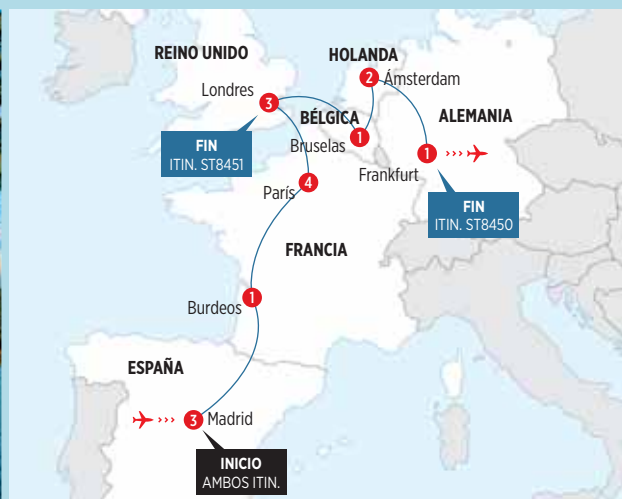 REINO UNIDO
HOLANDA
2 Ámsterdam
Londres
3
BÉLGICA
ALEMANIA
FIN
ITIN. ST8451
Bruselas
1
1
Frankfurt
París
4
FIN
ITIN. ST8450
FRANCIA
1
Burdeos
ESPAÑA
3 Madrid
INICIO
AMBOS ITIN.